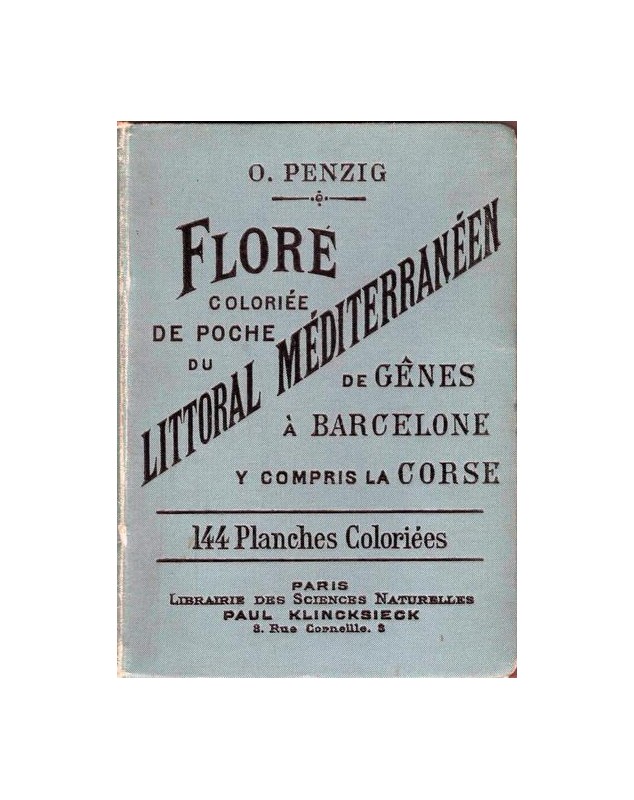 O. PENZIG
FLORÉ
COLORIÉE
DE POCHE
DU
LITTORAL MÉDITERRANÉEN
DE GÊNES
À BARCELONE
Y COMPRIS LA CORSE
144 Planches Coloriées
PARIS
LIBRAIRIE DES SCIENCES NATURELLES
PAUL KLINCKSIECK
3. Rue Corneille. 3